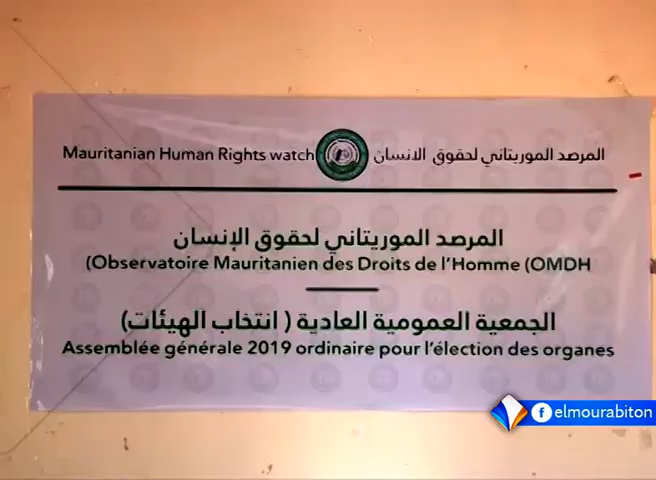 Mauritanian Human Rights watch المرصد الموريتاني لحقوق الانسان
المرصد الموريتاني لحقوق الإنسان
(Observatoire Mauritanien des Droits de l'Homme (OMDH
الجمعية العمومية العادية ( انتخاب الهيئات)
Assemblée générale 2019 ordinaire pour l'élection des organes
f elmourabiton